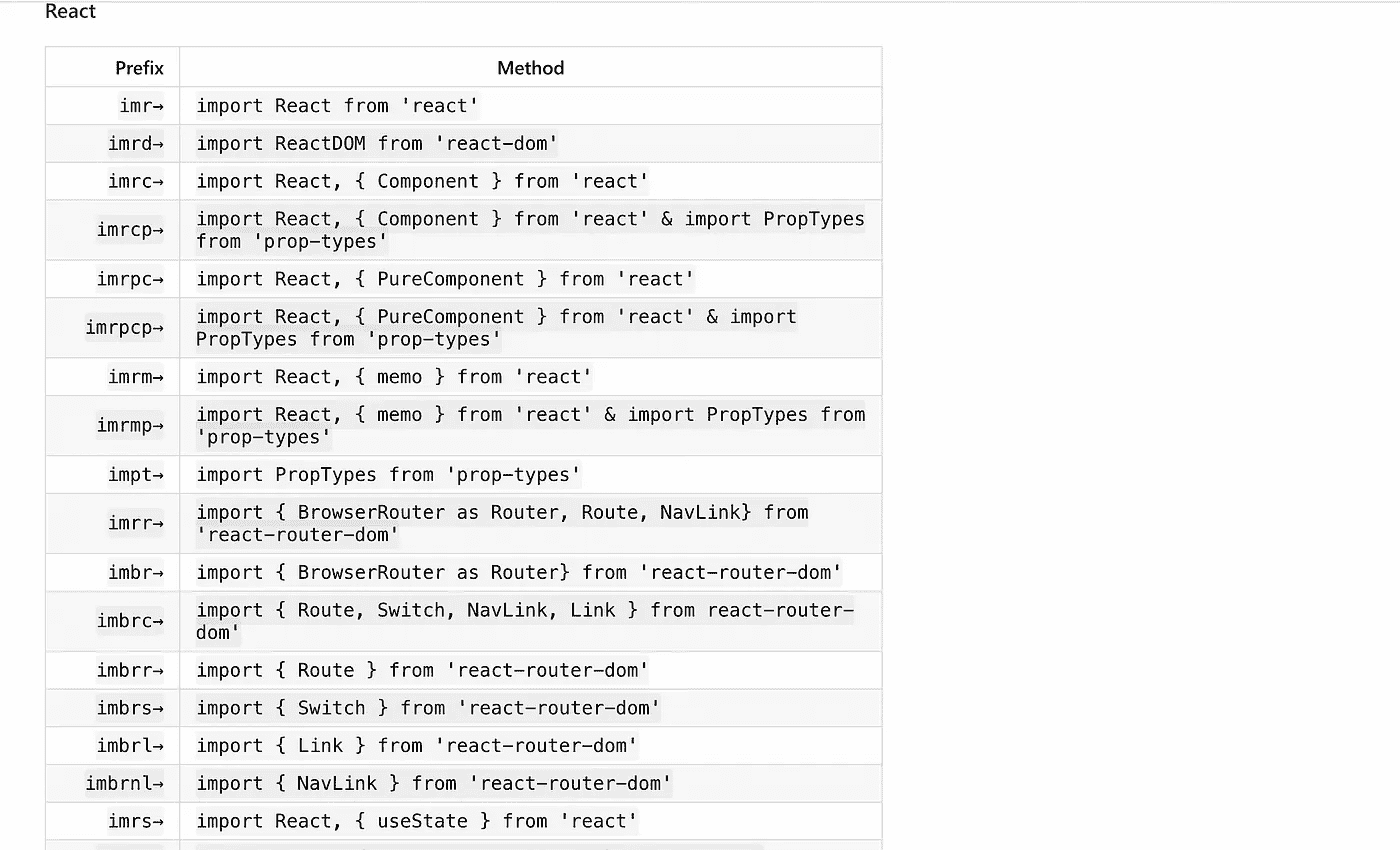 React
Prefix Method
imr→ import React from 'react'
imrd→ import ReactDOM from 'react-dom'
imrc→ import React, { Component } from 'react'
imrcp→ import React, { Component } from 'react' & import PropTypes
from 'prop-types'
imrpc→ import React, { PureComponent } from 'react'
imrpcp→ import React, { PureComponent } from 'react' & import
PropTypes from 'prop-types'
imrm→ import React, { memo } from 'react'
imrmp→ import React, { memo } from 'react' & import PropTypes from
'prop-types'
impt→ import PropTypes from 'prop-types'
imrr→ import { BrowserRouter as Router, Route, NavLink} from
'react-router-dom'
imbr→ import { BrowserRouter as Router} from 'react-router-dom'
imbrc→ import { Route, Switch, NavLink, Link } from react-router-
dom'
imbrr→ import { Route } from 'react-router-dom'
imbrs→ import { Switch } from 'react-router-dom'
imbrl→ import { Link } from 'react-router-dom'
imbrnl→ import { NavLink } from 'react-router-dom'
imrs→ import React, { useState } from 'react'